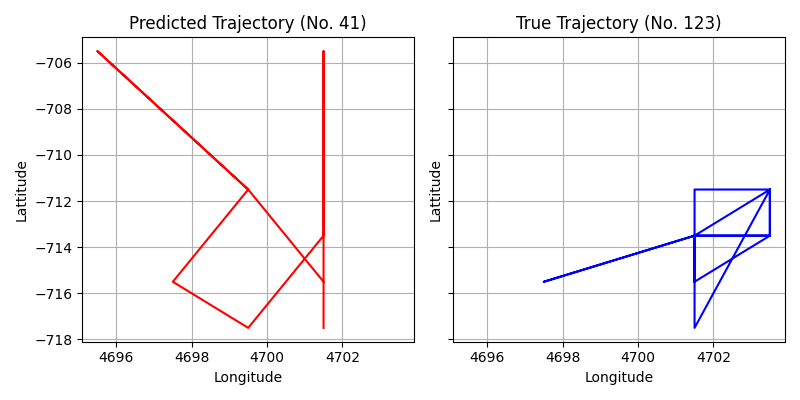 Predicted Trajectory (No. 41)
True Trajectory (No. 123)
−706
−708
−710
−712
−714
−716
−718
Lattitude
Lattitude
4696
4698
4700
4702
4696
4698
4700
4702
Longitude
Longitude